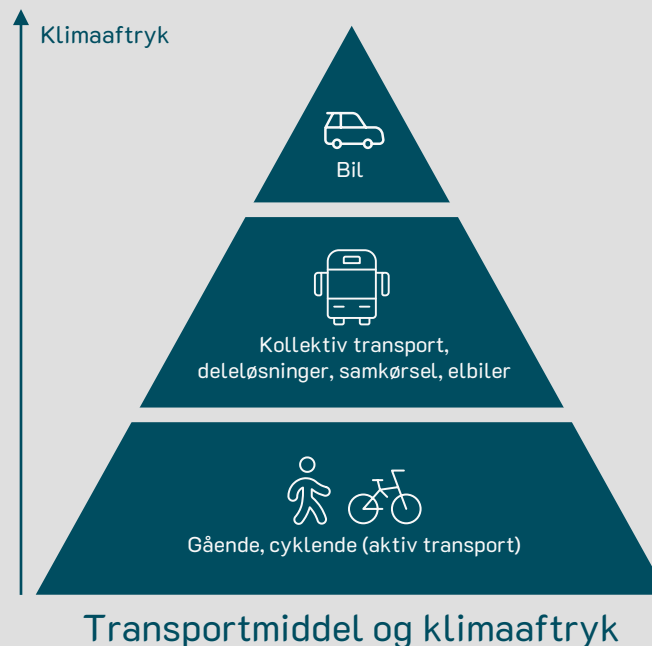 Klimaaftryk
Bil
Kollektiv transport,
deleløsninger, samkørsel, elbiler
Gående, cyklende (aktiv transport)
Transportmiddel og klimaaftryk